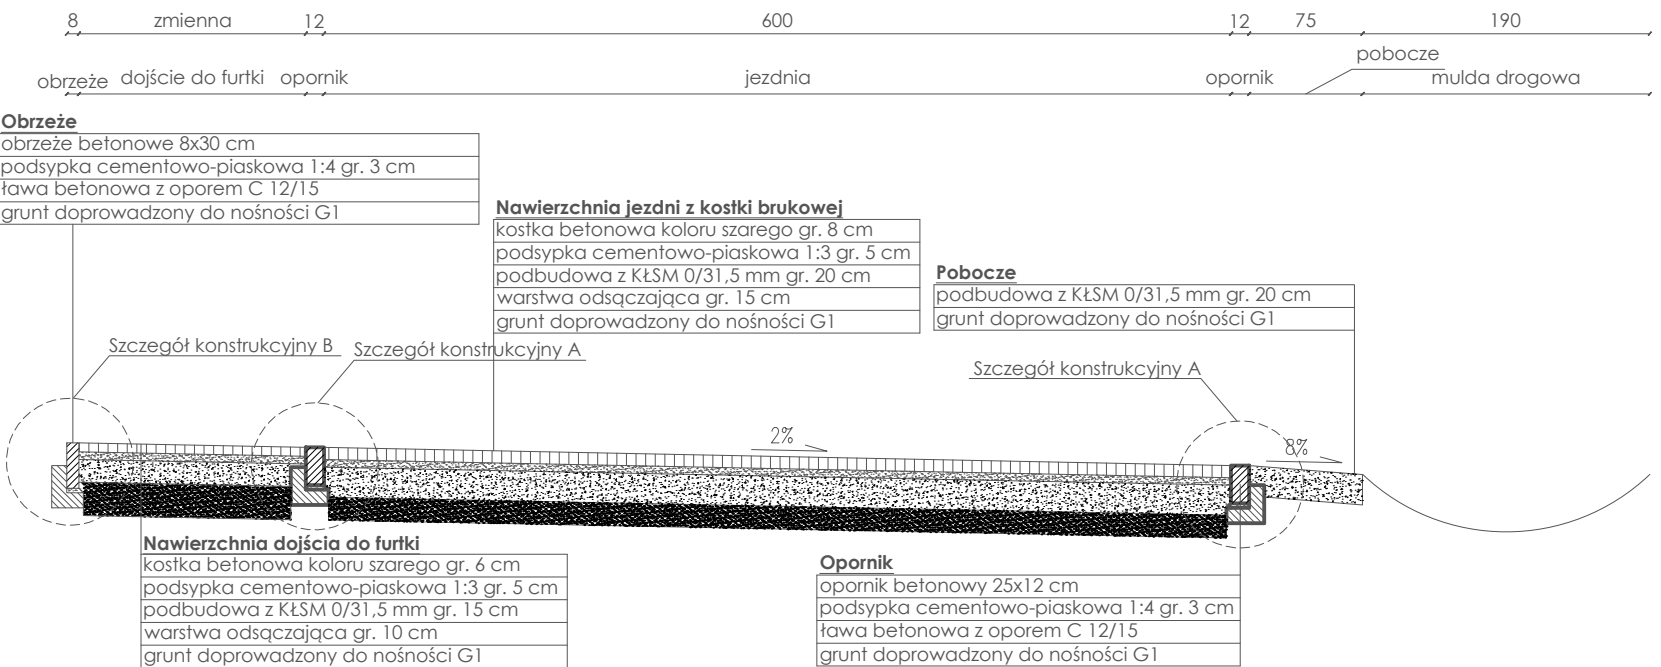 8 zmienna 12 600 12 75 190
pobocze
obrzeże dojście do furtki opornik jezdnia opornik mulda drogowa
Obrzeże
obrzeże betonowe 8x30 cm
podsypka cementowo-piaskowa 1:4 gr. 3 cm
ława betonowa z oporem C 12/15
grunt doprowadzony do nośności G1
Nawierzchnia jezdni z kostki brukowej
kostka betonowa koloru szarego gr. 8 cm
podsypka cementowo-piaskowa 1:3 gr. 5 cm
podbudowa z KŁSM 0/31,5 mm gr. 20 cm
warstwa odsączająca gr. 15 cm
grunt doprowadzony do nośności G1
Pobocze
podbudowa z KŁSM 0/31,5 mm gr. 20 cm
grunt doprowadzony do nośności G1
Szczegół konstrukcyjny B
Szczegół konstrukcyjny A
Szczegół konstrukcyjny A
2%
8%
Nawierzchnia dojścia do furtki
kostka betonowa koloru szarego gr. 6 cm
podsypka cementowo-piaskowa 1:3 gr. 5 cm
podbudowa z KŁSM 0/31,5 mm gr. 15 cm
warstwa odsączająca gr. 10 cm
grunt doprowadzony do nośności G1
Opornik
opornik betonowy 25x12 cm
podsypka cementowo-piaskowa 1:4 gr. 3 cm
ława betonowa z oporem C 12/15
grunt doprowadzony do nośności G1